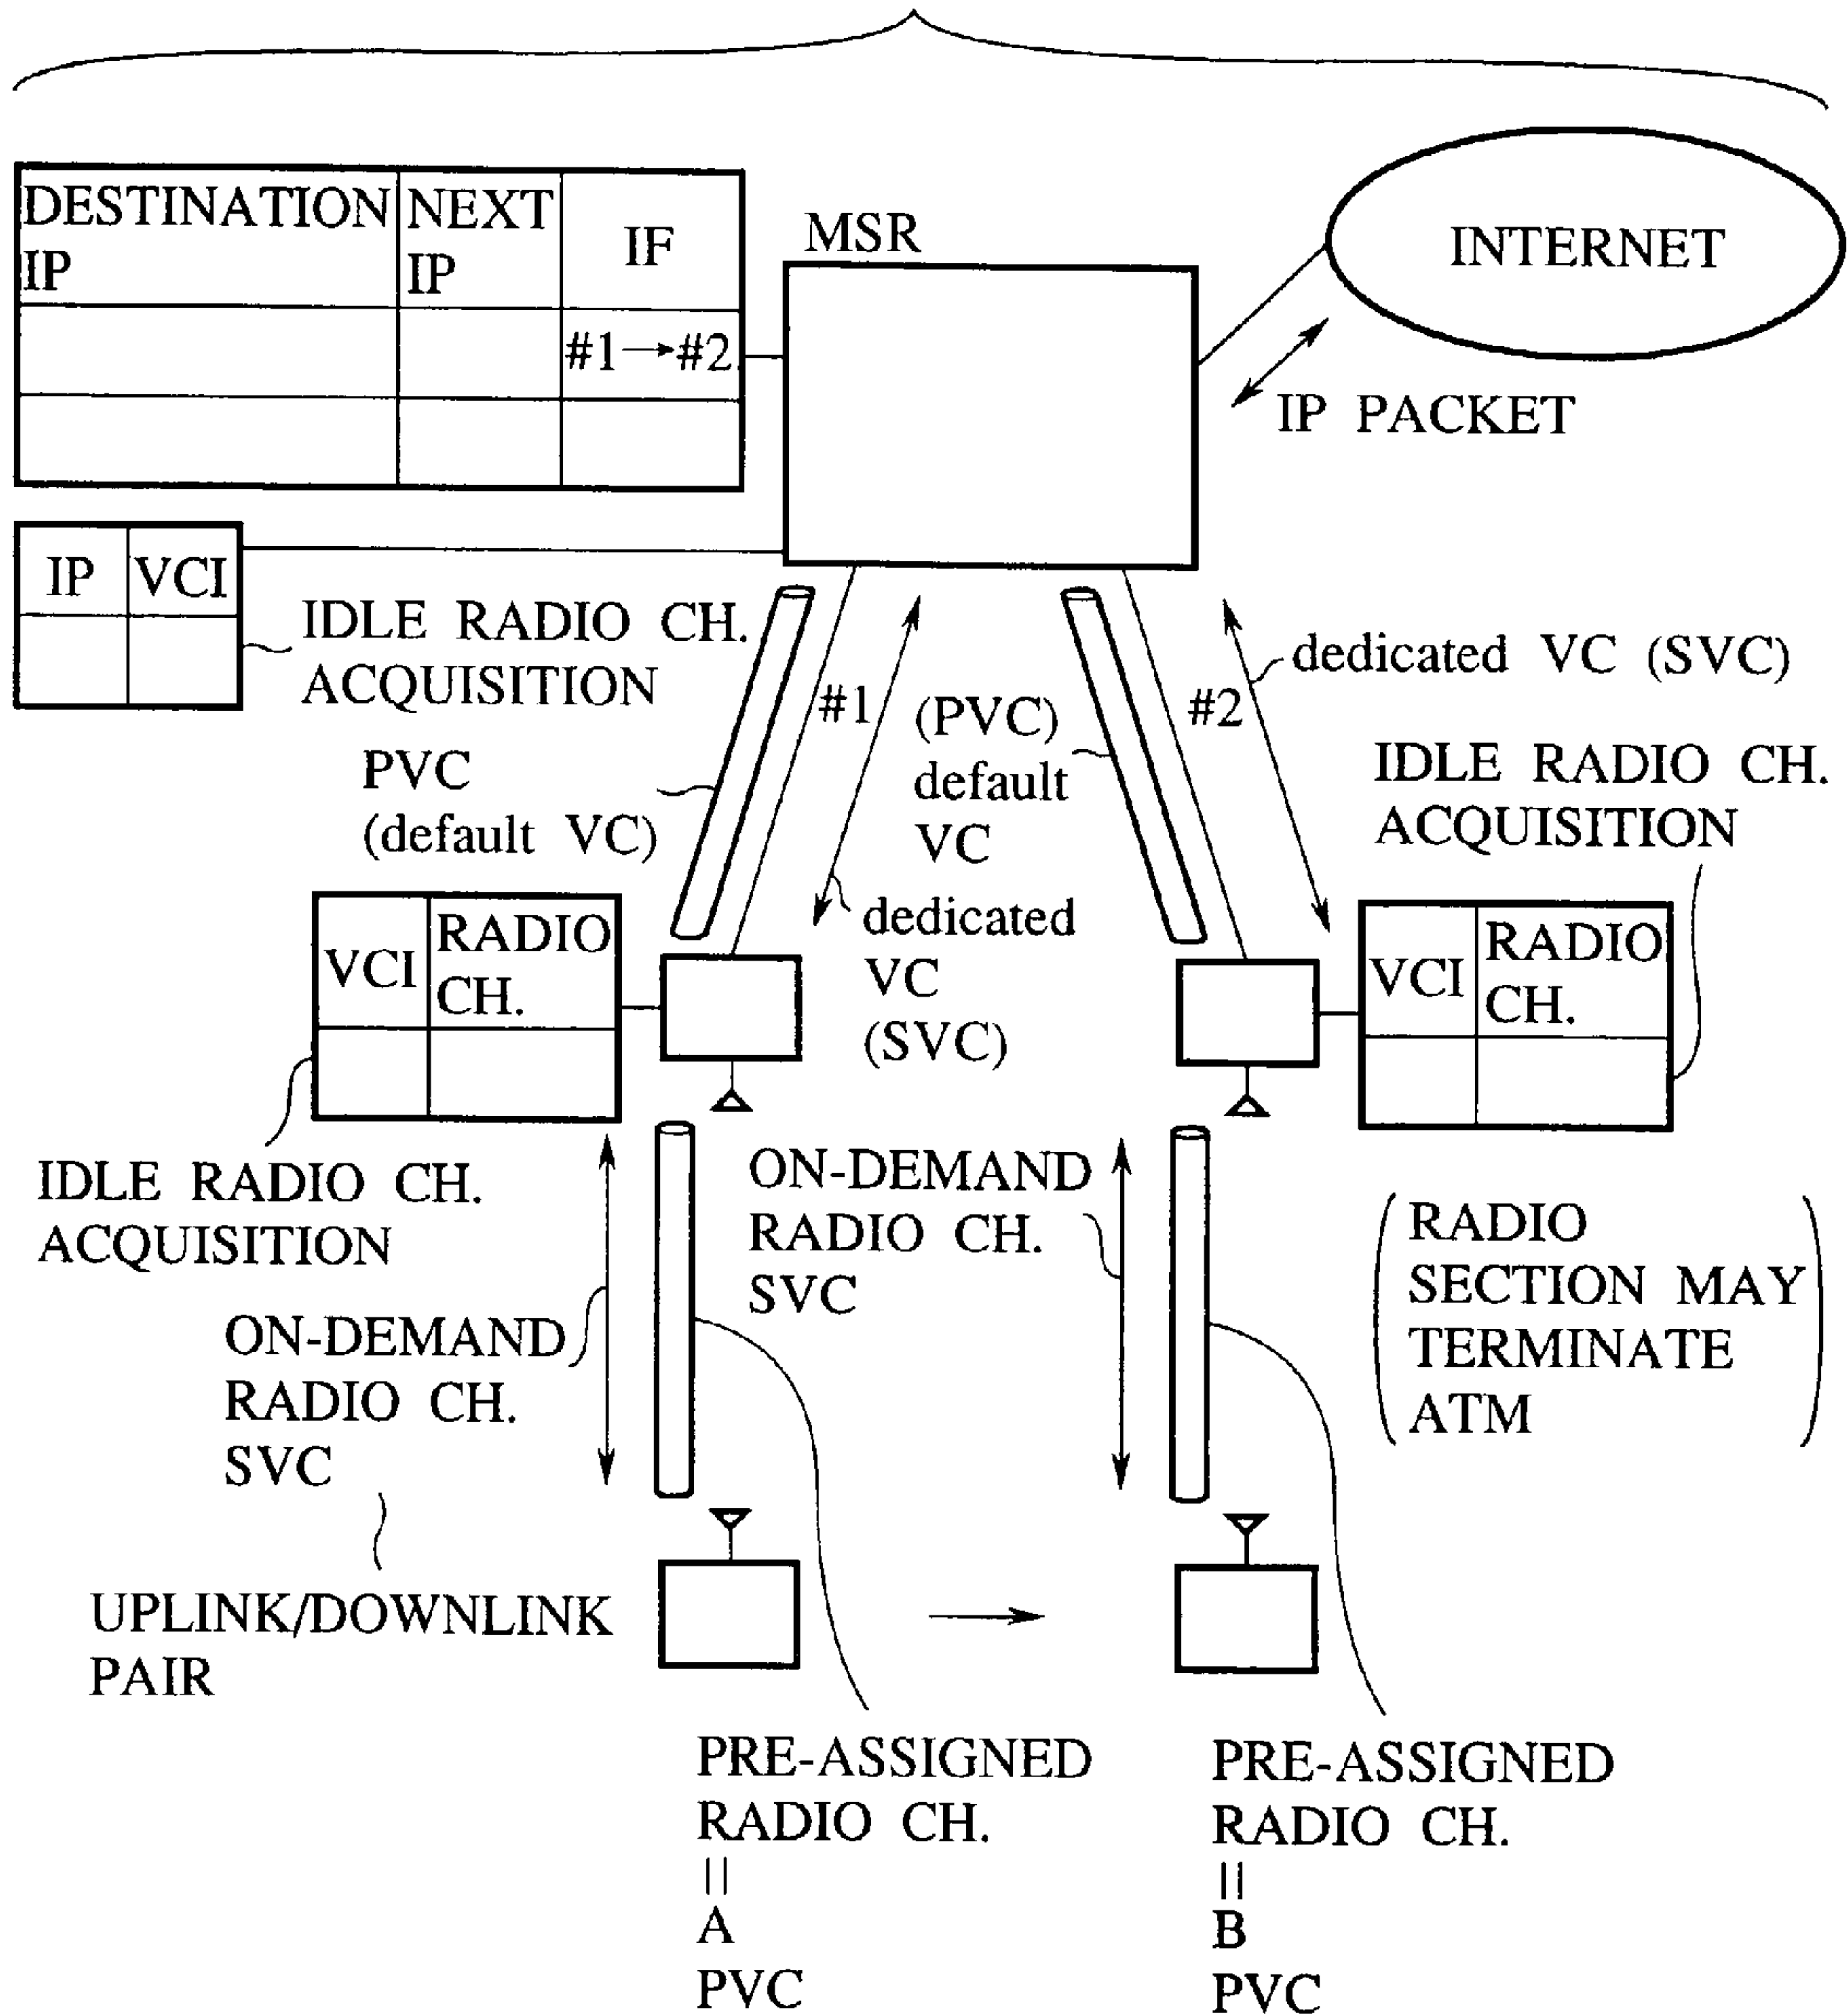 DESTINATION
IP
NEXT
IP
IF
#1→#2
MSR
INTERNET
IP PACKET
IP
VCI
IDLE RADIO CH.
ACQUISITION
PVC
(default VC)
#1
(PVC)
default
VC
#2
dedicated VC (SVC)
IDLE RADIO CH.
ACQUISITION
dedicated
VC
(SVC)
VCI
RADIO
CH.
VCI
RADIO
CH.
IDLE RADIO CH.
ACQUISITION
ON-DEMAND
RADIO CH.
SVC
ON-DEMAND
RADIO CH.
SVC
(RADIO
SECTION MAY
TERMINATE
ATM)
UPLINK/DOWNLINK
PAIR
PRE-ASSIGNED
RADIO CH.
||
A
PVC
PRE-ASSIGNED
RADIO CH.
||
B
PVC